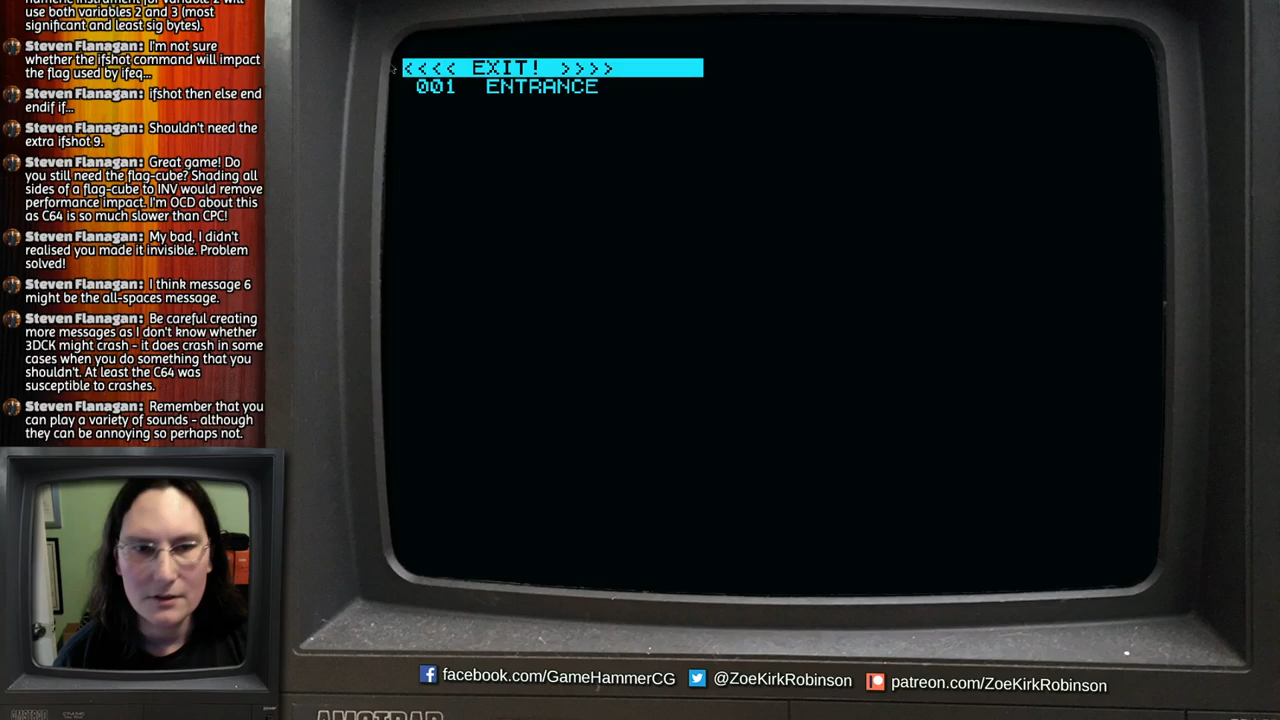 numeric instrument for variable 2 will
use both variables 2 and 3 (most
significant and least sig bytes).
Steven Flanagan: I'm not sure
whether the ifshot command will impact
the flag used by ifeq...
Steven Flanagan: ifshot then else end
endif if...
Steven Flanagan: Shouldn't need the
extra ifshot 9.
Steven Flanagan: Great game! Do
you still need the flag-cube? Shading all
sides of a flag-cube to INV would remove
performance impact. I'm OCD about this
as C64 is so much slower than CPC!
Steven Flanagan: My bad, I didn't
realised you made it invisible. Problem
solved!
Steven Flanagan: I think message 6
might be the all-spaces message.
Steven Flanagan: Be careful creating
more messages as I don't know whether
3DCK might crash - it does crash in some
cases when you do something that you
shouldn't. At least the C64 was
susceptible to crashes.
Steven Flanagan: Remember that you
can play a variety of sounds - although
they can be annoying so perhaps not.
<<<< EXIT! >>>>
001 ENTRANCE
facebook.com/GameHammerCG
@ZoeKirkRobinson
patreon.com/ZoeKirkRobinson
AMSTRAD